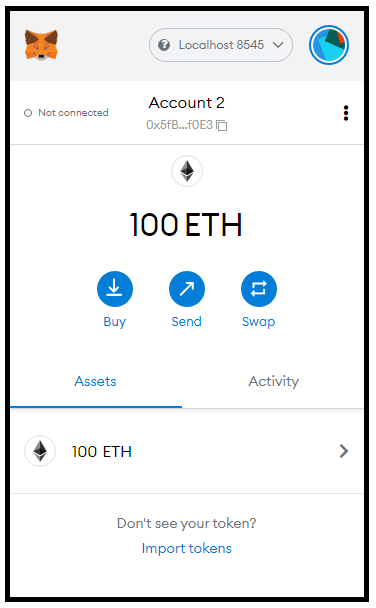 ? Localhost 8545
Not connected
Account 2
0x5fB...f0E3
100 ETH
Buy Send Swap
Assets Activity
100 ETH
Don't see your token?
Import tokens